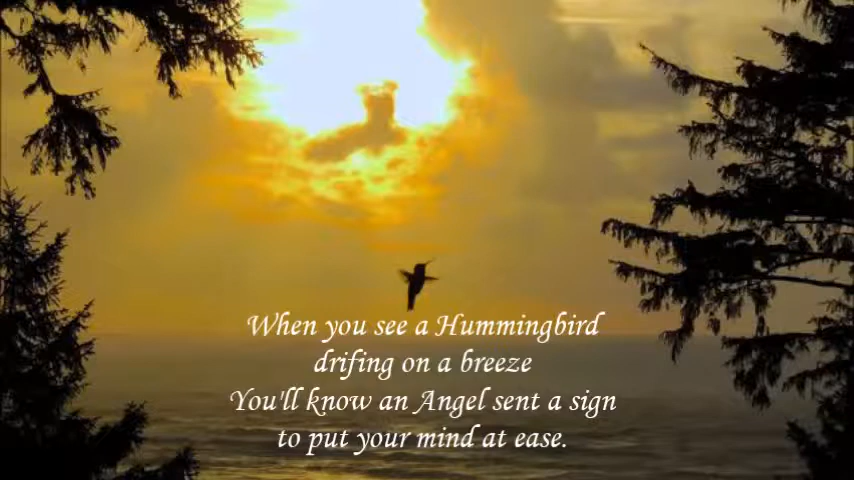 When you see a Hummingbird
drifing on a breeze
You'll know an Angel sent a sign
to put your mind at ease.